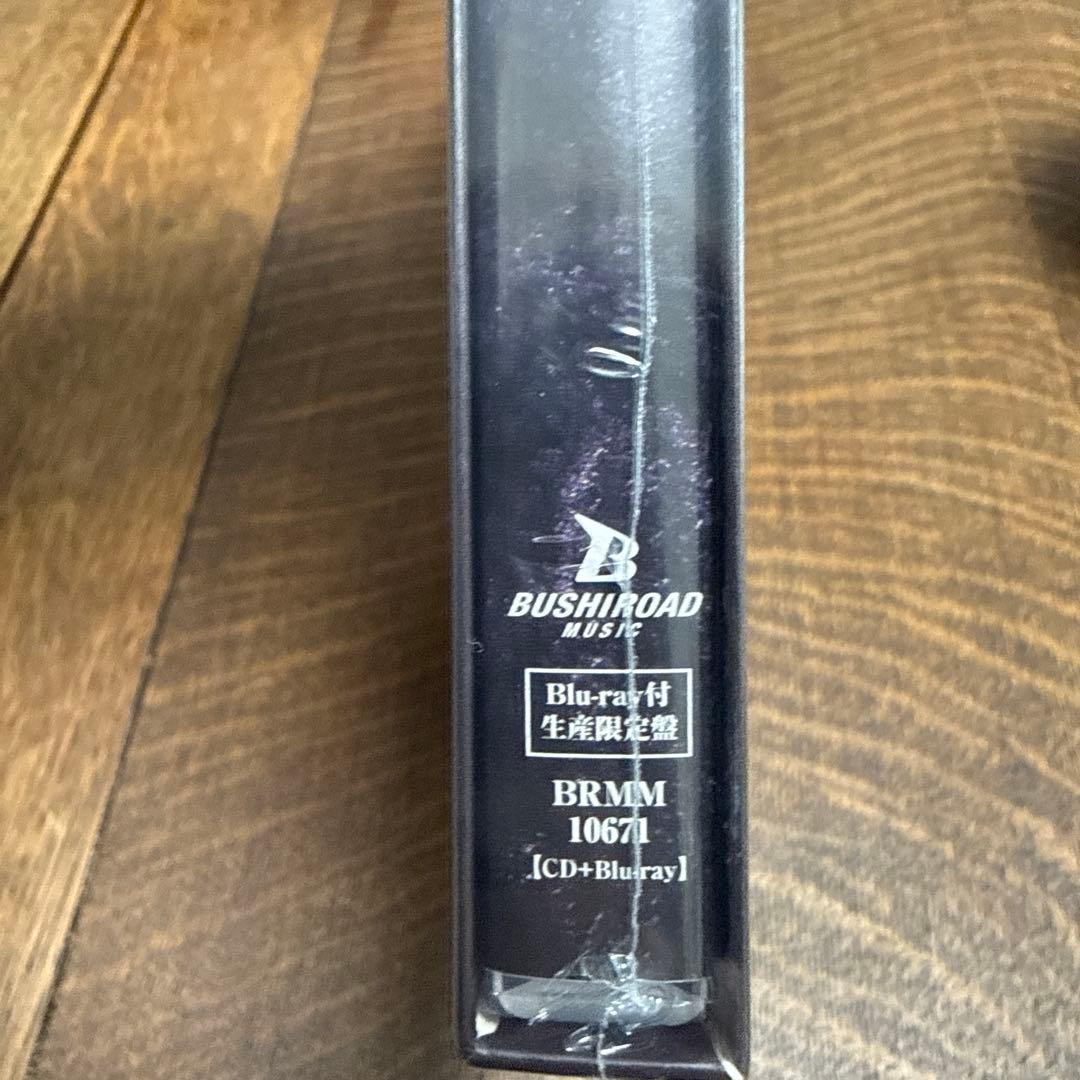 B
BUSHIROAD
MUSIC
Blu-ray付
生産限定盤
BRMM
10671
【CD+Blu-ray】